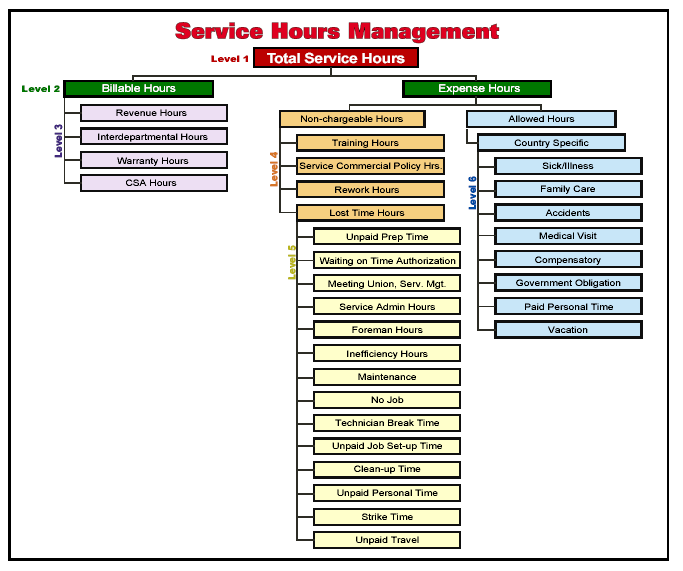 Service Hours Management
Level 1
Total Service Hours
Level 2
Billable Hours
Expense Hours
Level 3
Revenue Hours
Interdepartmental Hours
Warranty Hours
CSA Hours
Non-chargeable Hours
Level 4
Training Hours
Service Commercial Policy Hrs.
Rework Hours
Lost Time Hours
Level 5
Unpaid Prep Time
Waiting on Time Authorization
Meeting Union, Serv. Mgt.
Service Admin Hours
Foreman Hours
Inefficiency Hours
Maintenance
No Job
Technician Break Time
Unpaid Job Set-up Time
Clean-up Time
Unpaid Personal Time
Strike Time
Unpaid Travel
Allowed Hours
Country Specific
Level 6
Sick/Illness
Family Care
Accidents
Medical Visit
Compensatory
Government Obligation
Paid Personal Time
Vacation